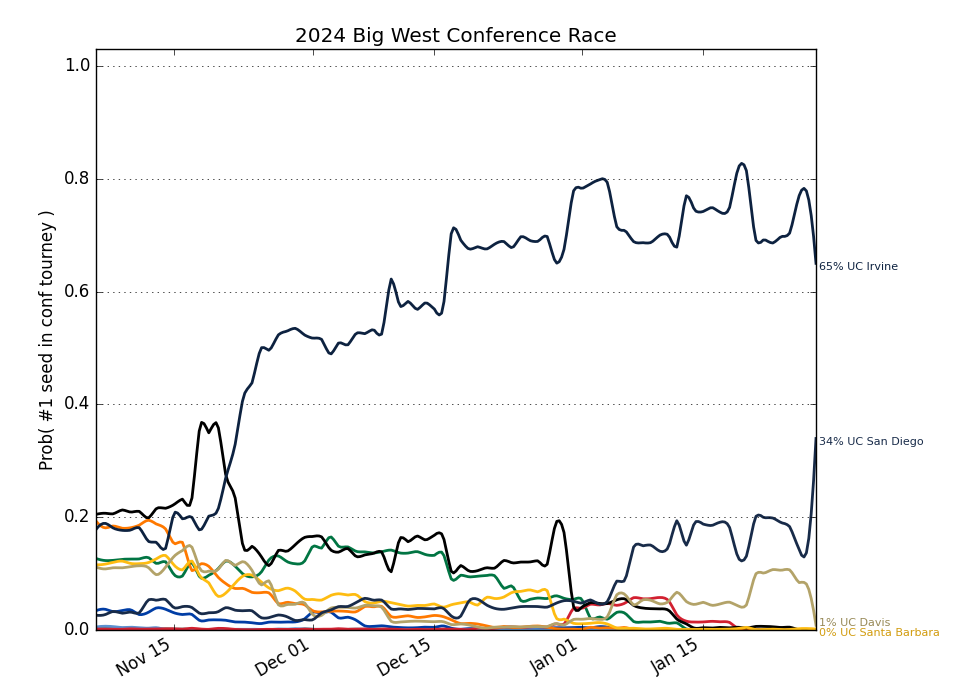 2024 Big West Conference Race
Prob( #1 seed in conf tourney )
1.0
0.8
0.6
0.4
0.2
0.0
65% UC Irvine
34% UC San Diego
1% UC Davis
0% UC Santa Barbara
Nov 15
Dec 01
Dec 15
Jan 01
Jan 15